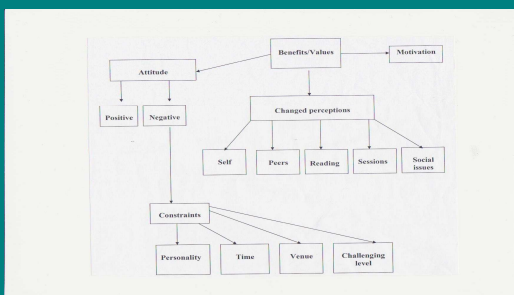 Benefits/Values
Motivation
Attitude
Positive
Negative
Changed perceptions
Self
Peers
Reading
Sessions
Social
issues
Constraints
Personality
Time
Venue
Challenging
level